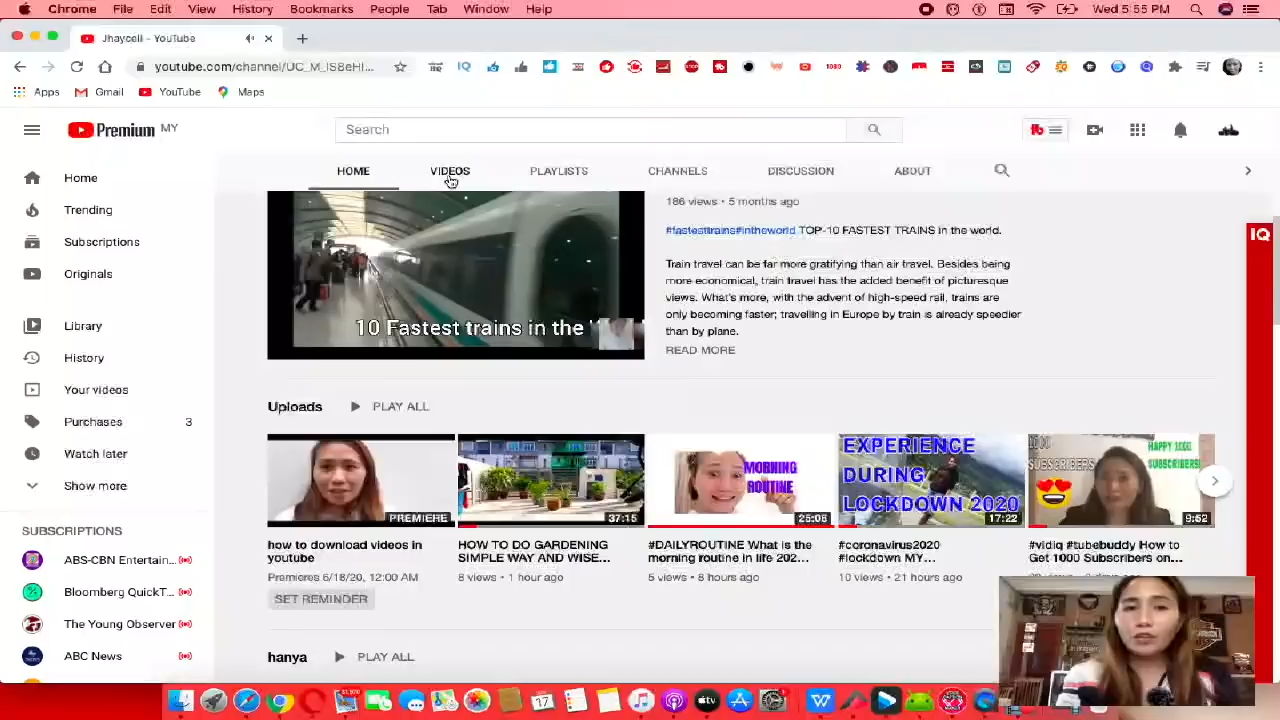 Chrome File Edit View History Bookmarks People Tab Window Help Wed 5:55 PM
Jhaycelli - YouTube
youtube.com/channel/UC_M_IS8eHI...
Apps Gmail YouTube Maps
Premium MY
Search
HOME VIDEOS PLAYLISTS CHANNELS DISCUSSION ABOUT
Home
Trending
Subscriptions
Originals
Library
History
Your videos
Purchases 3
Watch later
Show more
SUBSCRIPTIONS
ABS-CBN Entertain...
Bloomberg QuickT...
The Young Observer
ABC News
10 Fastest trains in the
186 views • 5 months ago
#fastesttrains#intheworld TOP-10 FASTEST TRAINS in the world.
Train travel can be far more gratifying than air travel. Besides being
more economical, train travel has the added benefit of picturesque
views. What's more, with the advent of high-speed rail, trains are
only becoming faster; travelling in Europe by train is already speedier
than by plane.
READ MORE
IQ
Uploads PLAY ALL
PREMIERE
how to download videos in
youtube
Premieres 6/18/20, 12:00 AM
SET REMINDER
37:15
HOW TO DO GARDENING
SIMPLE WAY AND WISE...
8 views • 1 hour ago
MORNING
ROUTINE
25:06
#DAILYROUTINE What is the
morning routine in life 202...
5 views • 8 hours ago
EXPERIENCE
DURING
LOCKDOWN 2020
17:22
#coronavirus2020
#lockdown MY...
10 views • 21 hours ago
SUBSCRIBERS
HAPPY 1000
SUBSCRIBERS
9:52
#vidiq #tubebuddy How to
Get 1000 Subscribers on...
hanya PLAY ALL